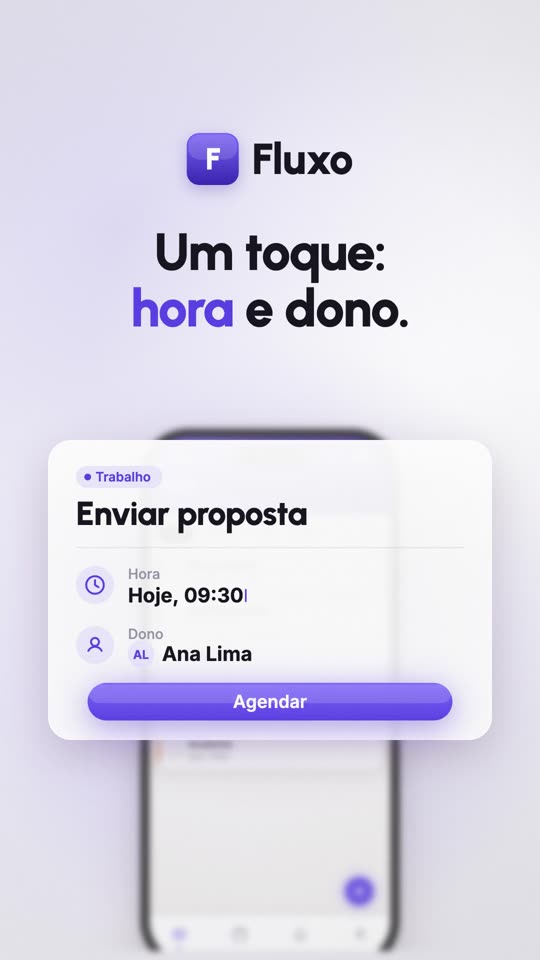 F Fluxo
Um toque:
hora e dono.
Trabalho
Enviar proposta
Hora
Hoje, 09:30
Dono
AL Ana Lima
Agendar